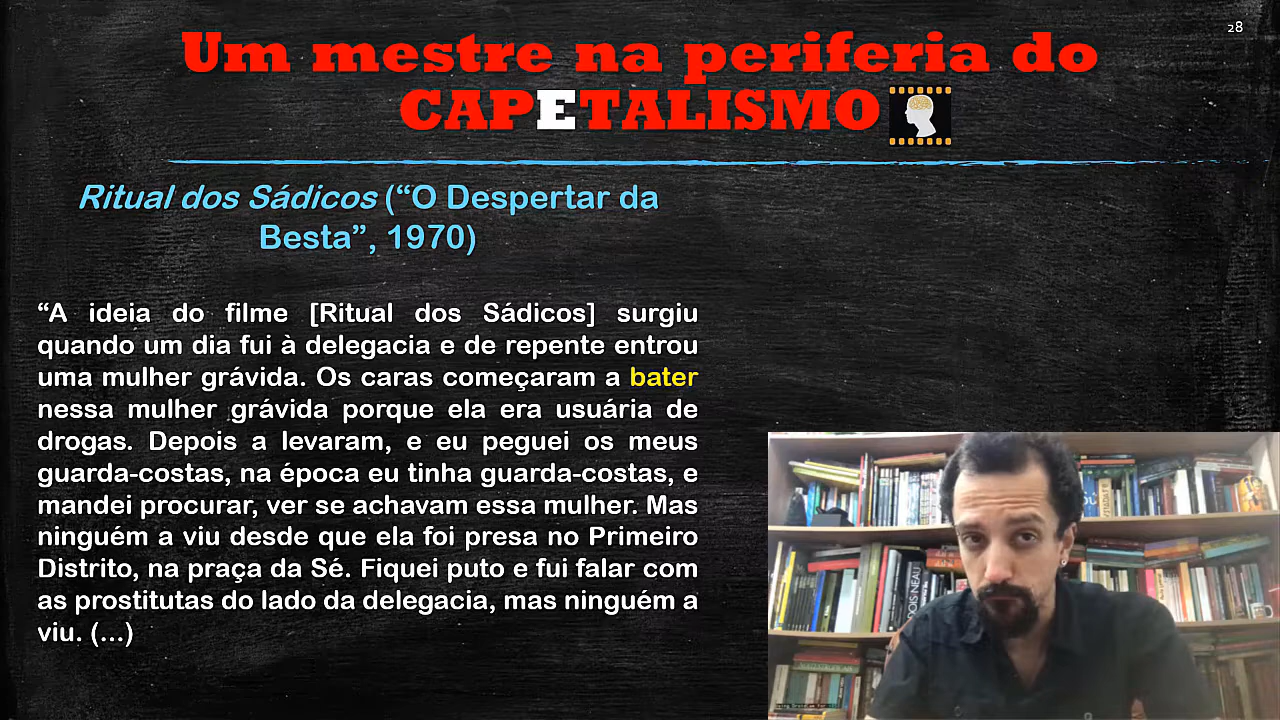 28
Um mestre na periferia do
CAPETALISMO
Ritual dos Sádicos (“O Despertar da
Besta”, 1970)
“A ideia do filme [Ritual dos Sádicos] surgiu
quando um dia fui à delegacia e de repente entrou
uma mulher grávida. Os caras começaram a bater
nessa mulher grávida porque ela era usuária de
drogas. Depois a levaram, e eu peguei os meus
guarda-costas, na época eu tinha guarda-costas, e
mandei procurar, ver se achavam essa mulher. Mas
ninguém a viu desde que ela foi presa no Primeiro
Distrito, na praça da Sé. Fiquei puto e fui falar com
as prostitutas do lado da delegacia, mas ninguém a
viu. (...)